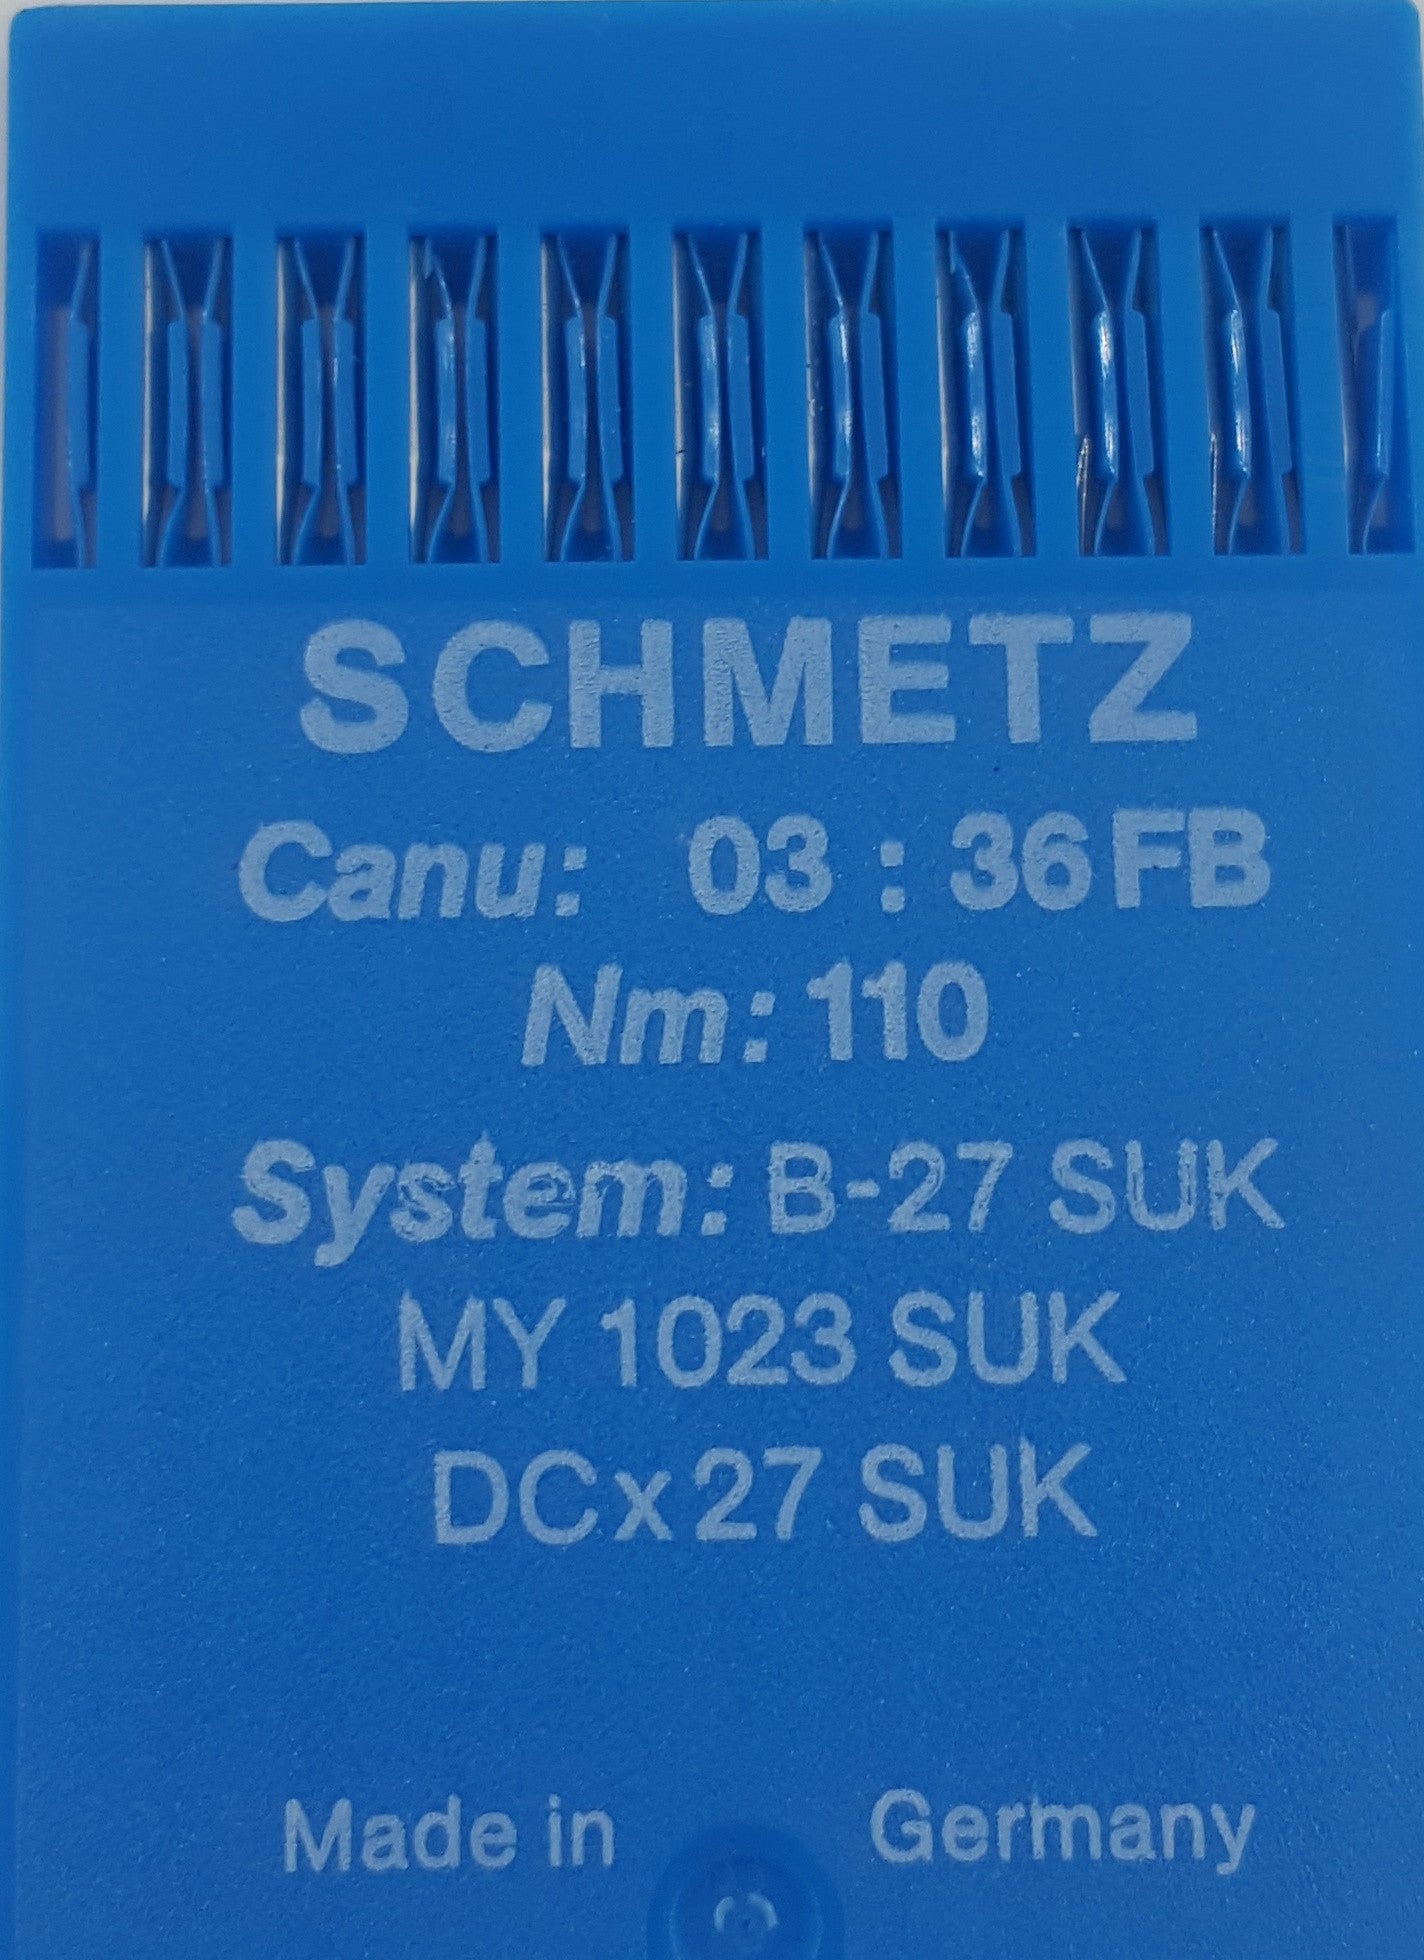 SCHMETZ
Canu: 03 : 36 FB
Nm: 110
System: B-27 SUK
MY 1023 SUK
DCx27 SUK
Made in Germany